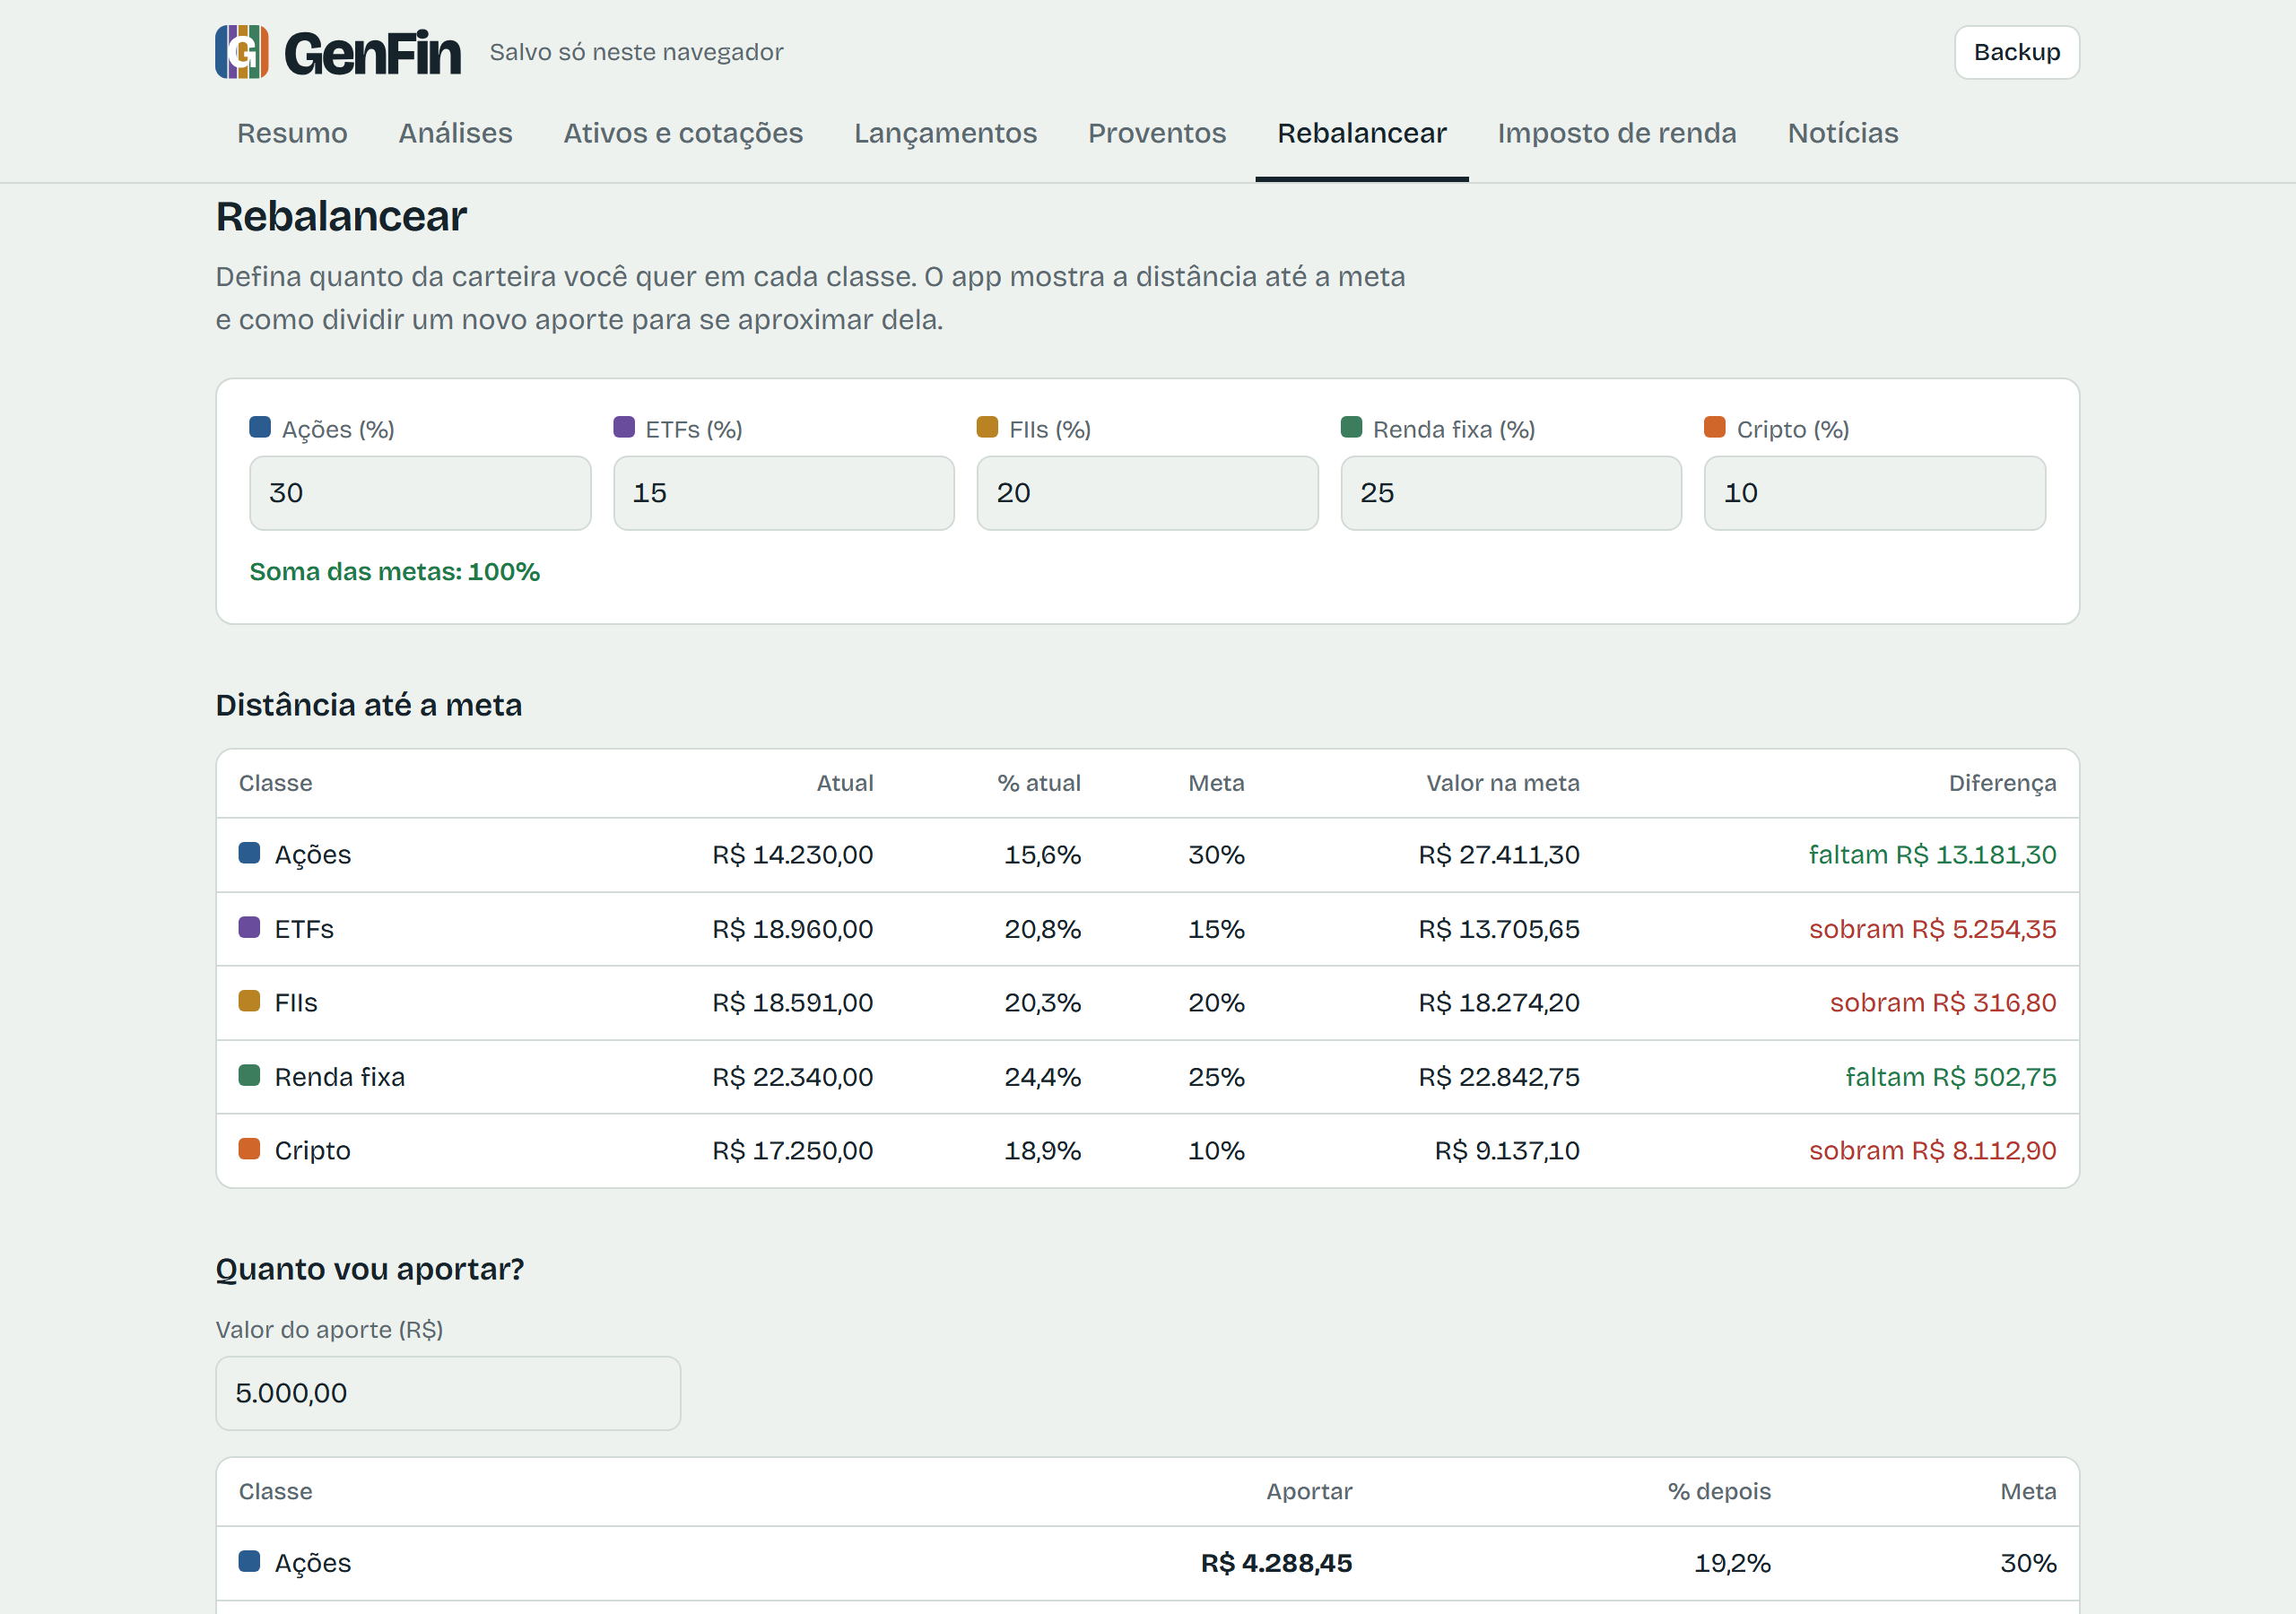 G GenFin Salvo só neste navegador Backup
Resumo Análises Ativos e cotações Lançamentos Proventos Rebalancear Imposto de renda Notícias
Rebalancear
Defina quanto da carteira você quer em cada classe. O app mostra a distância até a meta
e como dividir um novo aporte para se aproximar dela.
Ações (%) ETFs (%) FIIs (%) Renda fixa (%) Cripto (%)
30 15 20 25 10
Soma das metas: 100%
Distância até a meta
Classe Atual % atual Meta Valor na meta Diferença
Ações R$ 14.230,00 15,6% 30% R$ 27.411,30 faltam R$ 13.181,30
ETFs R$ 18.960,00 20,8% 15% R$ 13.705,65 sobram R$ 5.254,35
FIIs R$ 18.591,00 20,3% 20% R$ 18.274,20 sobram R$ 316,80
Renda fixa R$ 22.340,00 24,4% 25% R$ 22.842,75 faltam R$ 502,75
Cripto R$ 17.250,00 18,9% 10% R$ 9.137,10 sobram R$ 8.112,90
Quanto vou aportar?
Valor do aporte (R$)
5.000,00
Classe Aportar % depois Meta
Ações R$ 4.288,45 19,2% 30%